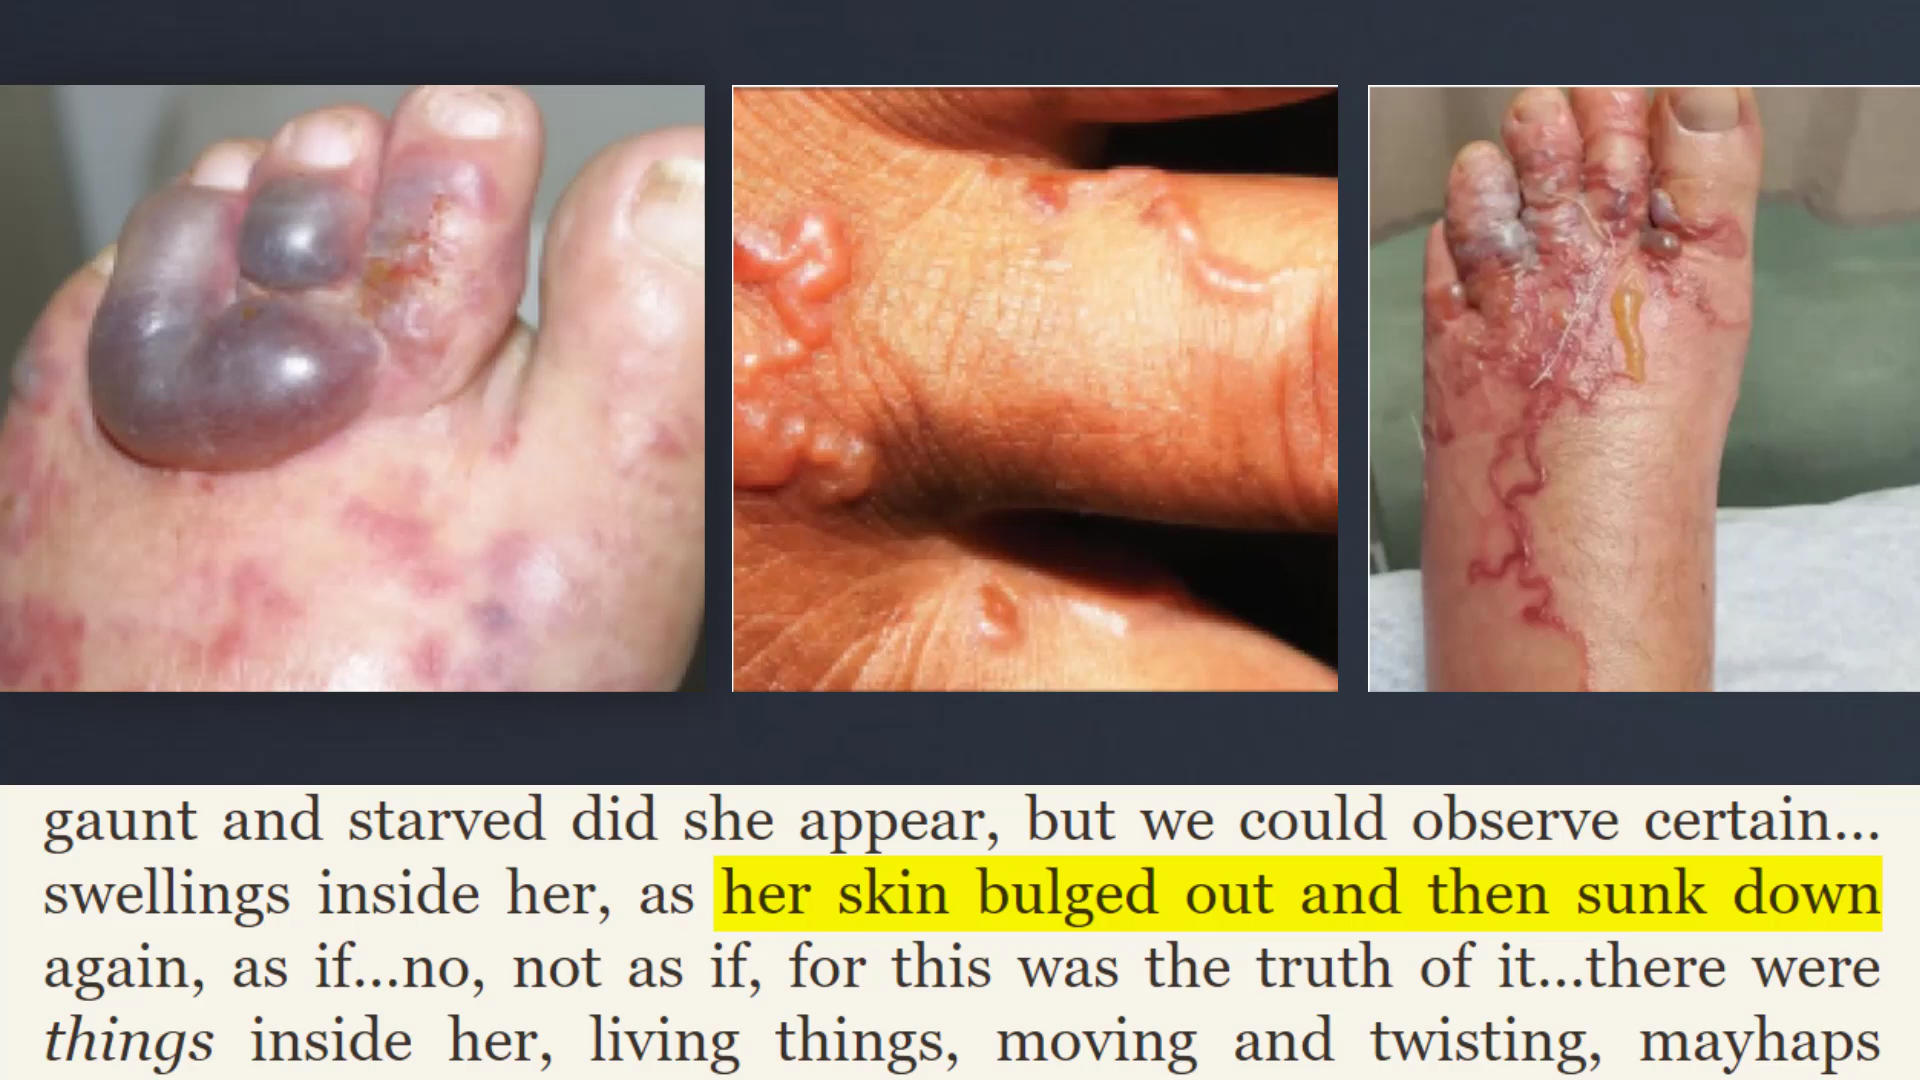 gaunt and starved did she appear, but we could observe certain…
swellings inside her, as her skin bulged out and then sunk down
again, as if…no, not as if, for this was the truth of it…there were
things inside her, living things, moving and twisting, mayhaps